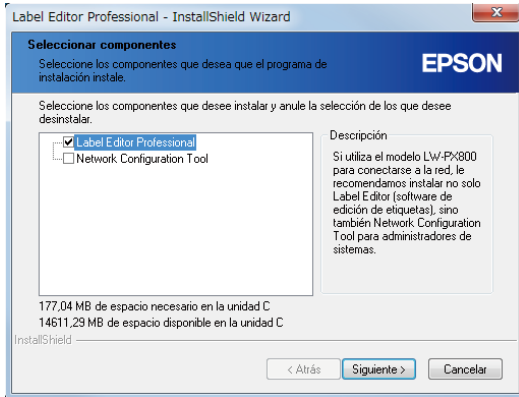 Label Editor Professional - InstallShield Wizard
Seleccionar componentes
Seleccione los componentes que desea que el programa de
instalación instale.
EPSON
Seleccione los componentes que desee instalar y anule la selección de los que desee
desinstalar.
Label Editor Professional
Network Configuration Tool
Descripción
Si utiliza el modelo LW-PX800
para conectarse a la red, le
recomendamos instalar no solo
Label Editor (software de
edición de etiquetas), sino
también Network Configuration
Tool para administradores de
sistemas.
177,04 MB de espacio necesario en la unidad C
14611,29 MB de espacio disponible en la unidad C
InstallShield
< Atrás
Siguiente >
Cancelar